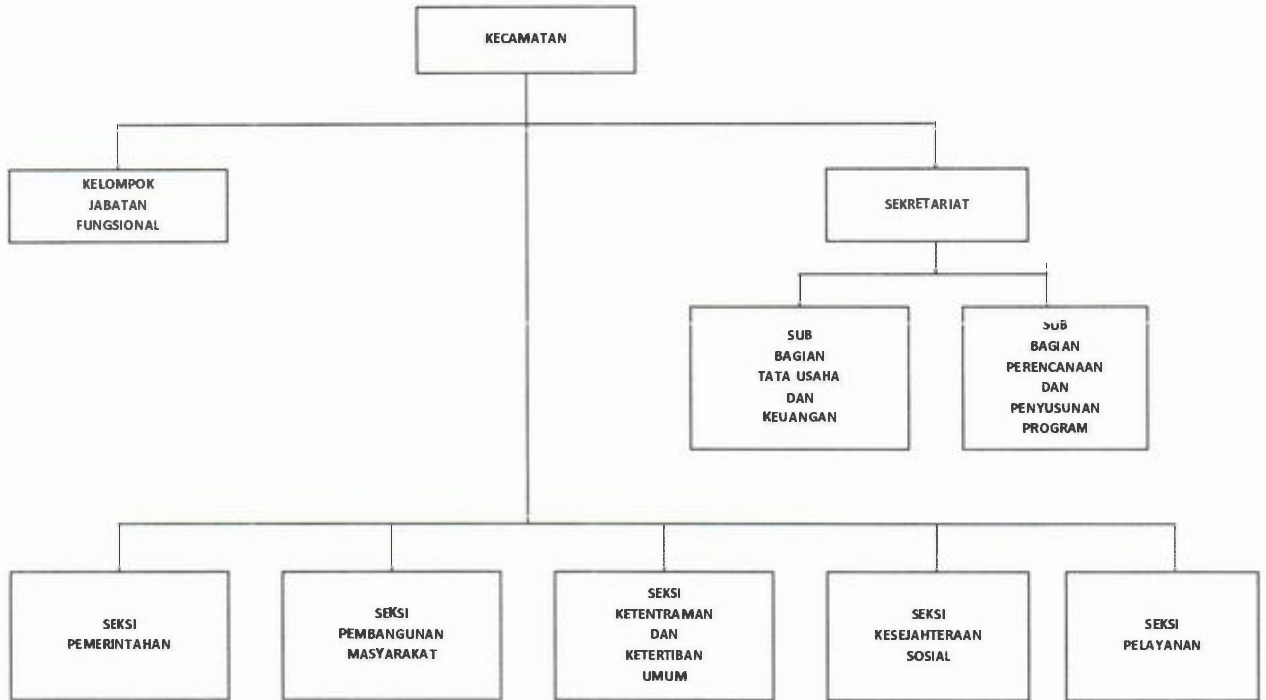 KECAMATAN
KELOMPOK
JABATAN
FUNGSIONAL
SEKRETARIAT
SUB
BAGIAN
TATA USAHA
DAN
KEUANGAN
SUB
BAGIAN
PERENCANAAN
DAN
PENYUSUNAN
PROGRAM
SEKSI
PEMERINTAHAN
SEKSI
PEMBANGUNAN
MASYARAKAT
SEKSI
KETENTRAMAN
DAN
KETERTIBAN
UMUM
SEKSI
KESEJAHTERAAN
SOSIAL
SEKSI
PELAYANAN